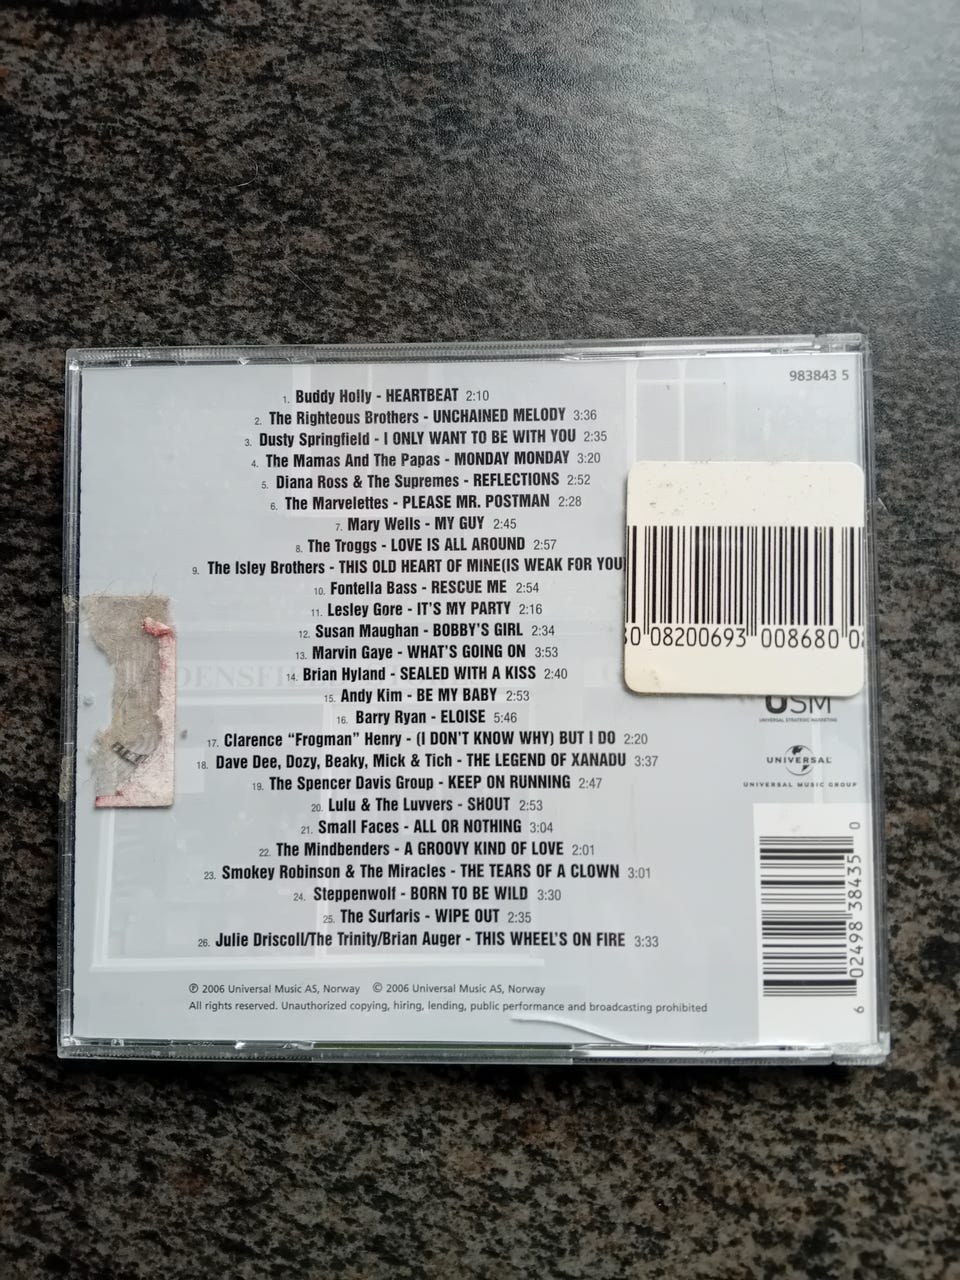 983843 5
1. Buddy Holly - HEARTBEAT 2:10
2. The Righteous Brothers - UNCHAINED MELODY 3:36
3. Dusty Springfield - I ONLY WANT TO BE WITH YOU 2:35
4. The Mamas And The Papas - MONDAY MONDAY 3:20
5. Diana Ross & The Supremes - REFLECTIONS 2:52
6. The Marvelettes - PLEASE MR. POSTMAN 2:28
7. Mary Wells - MY GUY 2:45
8. The Troggs - LOVE IS ALL AROUND 2:57
9. The Isley Brothers - THIS OLD HEART OF MINE(IS WEAK FOR YOU
10. Fontella Bass - RESCUE ME 2:54
11. Lesley Gore - IT'S MY PARTY 2:16
12. Susan Maughan - BOBBY'S GIRL 2:34
13. Marvin Gaye - WHAT'S GOING ON 3:53
14. Brian Hyland - SEALED WITH A KISS 2:40
15. Andy Kim - BE MY BABY 2:53
16. Barry Ryan - ELOISE 5:46
17. Clarence "Frogman" Henry - (I DON'T KNOW WHY) BUT I DO 2:20
18. Dave Dee, Dozy, Beaky, Mick & Tich - THE LEGEND OF XANADU 3:37
19. The Spencer Davis Group - KEEP ON RUNNING 2:47
20. Lulu & The Luvvers - SHOUT 2:53
21. Small Faces - ALL OR NOTHING 3:04
22. The Mindbenders - A GROOVY KIND OF LOVE 2:01
23. Smokey Robinson & The Miracles - THE TEARS OF A CLOWN 3:01
24. Steppenwolf - BORN TO BE WILD 3:30
25. The Surfaris - WIPE OUT 2:35
26. Julie Driscoll/The Trinity/Brian Auger - THIS WHEEL'S ON FIRE 3:33
℗ 2006 Universal Music AS, Norway © 2006 Universal Music AS, Norway
All rights reserved. Unauthorized copying, hiring, lending, public performance and broadcasting prohibited
0 08200693 008680 0
USM
UNIVERSAL STRATEGIC MARKETING
UNIVERSAL
UNIVERSAL MUSIC GROUP
6 02498 38435 0